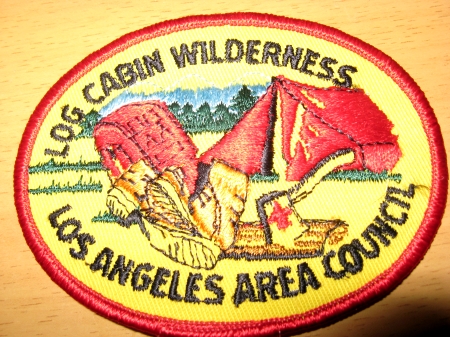 LOG CABIN WILDERNESS
LOS ANGELES AREA COUNCIL